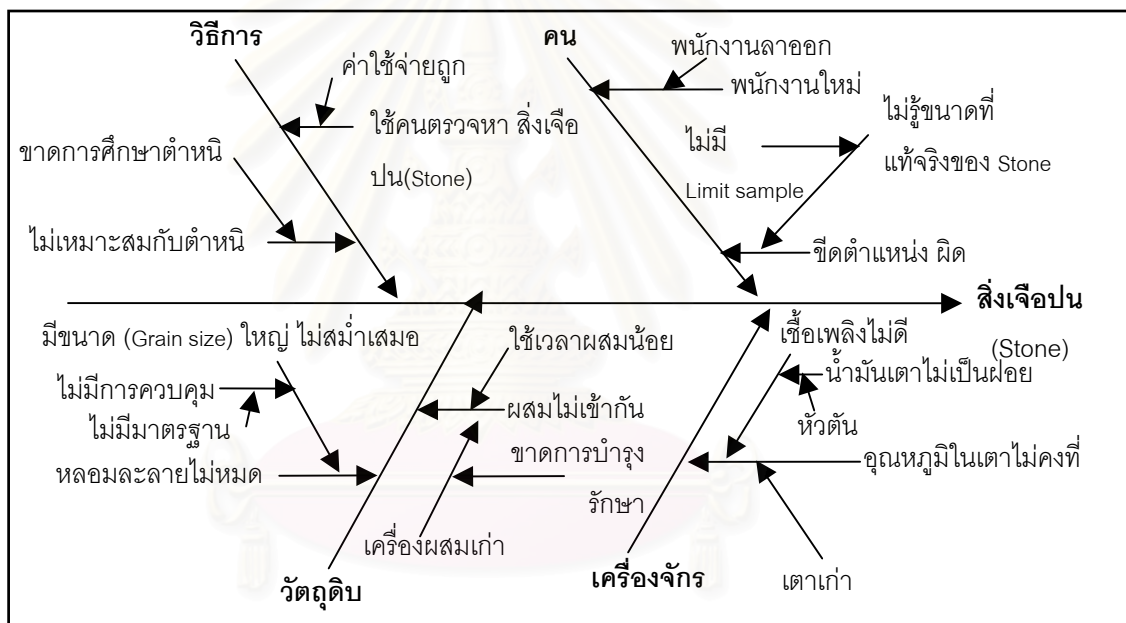 วิธีการ
คน
พนักงานลาออก
ค่าใช้จ่ายถูก
พนักงานใหม่
ไม่รู้ขนาดที่
ใช้คนตรวจหา สิ่งเจือ
ไม่มี
ขาดการศึกษาตำหนิ
แท้จริงของ Stone
ปน(Stone)
Limit sample
ไม่เหมาะสมกับตำหนิ
ขีดตำแหน่ง ผิด
สิ่งเจือปน
มีขนาด (Grain size) ใหญ่ ไม่สม่ำเสมอ
ใช้เวลาผสมน้อย
เชื้อเพลิงไม่ดี
(Stone)
ไม่มีการควบคุม
น้ำมันเตาไม่เป็นฝอย
ผสมไม่เข้ากัน
ไม่มีมาตรฐาน
หัวตัน
ขาดการบำรุง
หลอมละลายไม่หมด
อุณหภูมิในเตาไม่คงที่
รักษา
เครื่องผสมเก่า
วัตถุดิบ
เครื่องจักร
เตาเก่า